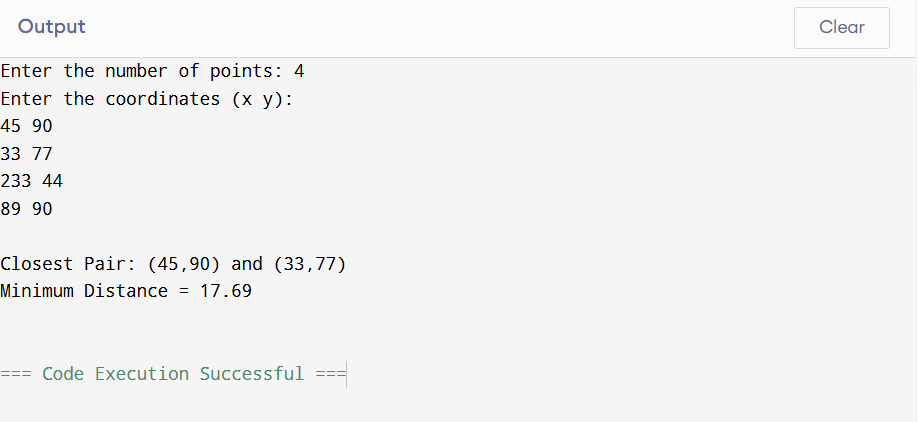 Output
Clear
Enter the number of points: 4
Enter the coordinates (x y):
45 90
33 77
233 44
89 90
Closest Pair: (45,90) and (33,77)
Minimum Distance = 17.69
=== Code Execution Successful ===